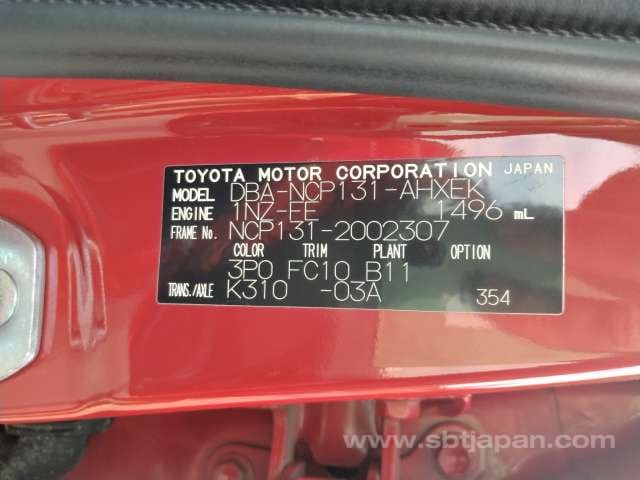 TOYOTA MOTOR CORPORATION JAPAN
MODEL DBA-NCP131-AHXEK
ENGINE 1NZ-FE 1496 mL
FRAME No. NCP131-2002307
COLOR TRIM PLANT OPTION
3P0 FC10 B11
TRANS./AXLE K310 -03A 354
www.sbtjapan.com